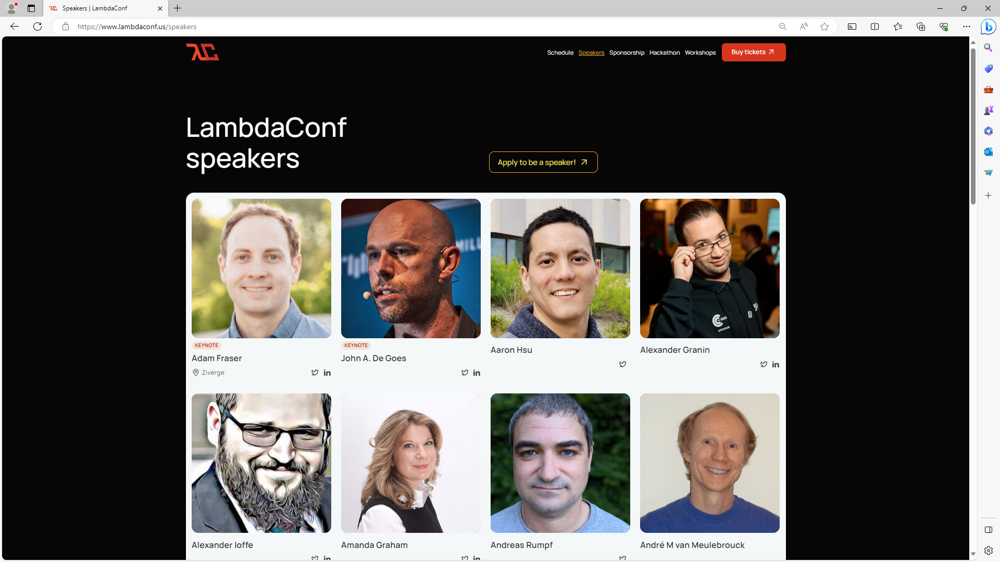 Speakers | LambdaConf
https://www.lambdaconf.us/speakers
Schedule Speakers Sponsorship Hackathon Workshops Buy tickets
LambdaConf
speakers
Apply to be a speaker!
KEYNOTE
Adam Fraser
Ziverge
KEYNOTE
John A. De Goes
Aaron Hsu
Alexander Granin
Alexander Ioffe
Amanda Graham
Andreas Rumpf
André M van Meulebrouck